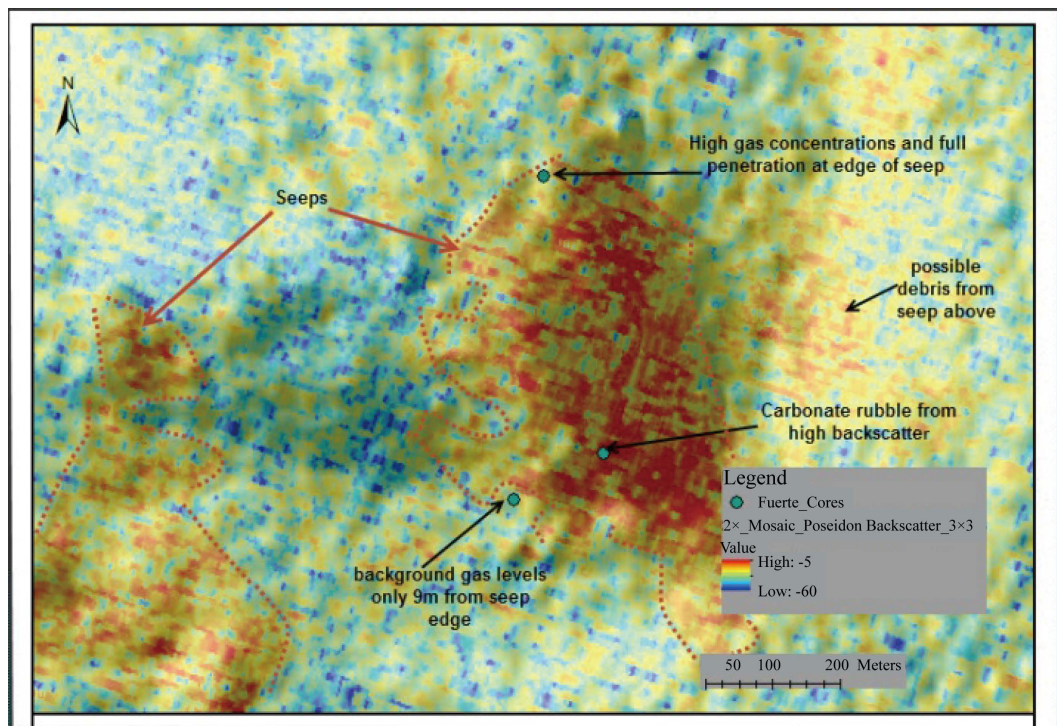 N
High gas concentrations and full
penetration at edge of seep
Seeps
possible
debris from
seep above
Carbonate rubble from
high backscatter
background gas levels
only 9m from seep
edge
Legend
Fuerte_Cores
2×_Mosaic_Poseidon Backscatter_3×3
Value
High: -5
Low: -60
50 100 200 Meters